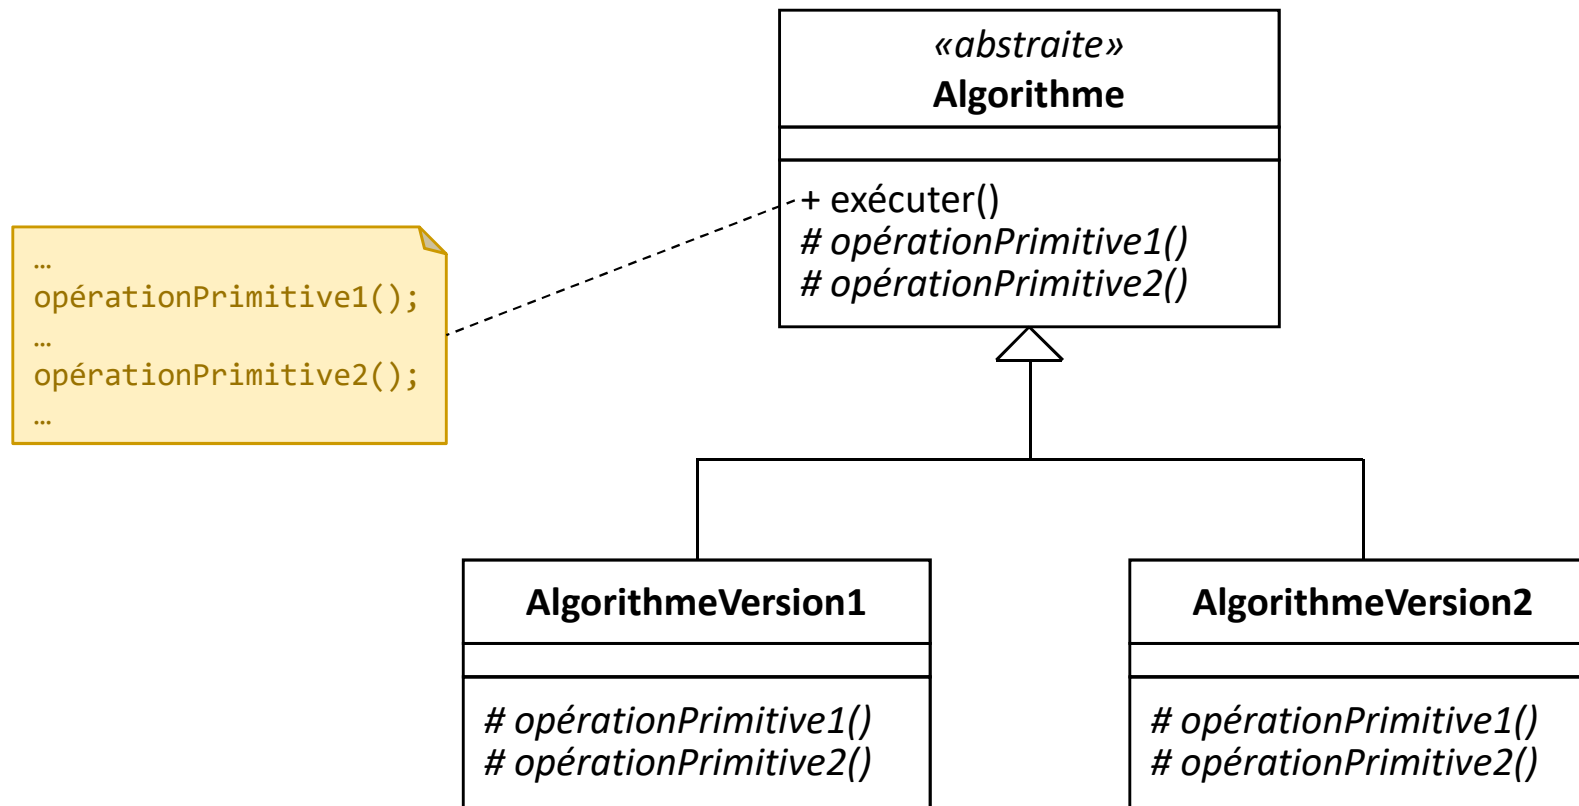 «abstraite»
Algorithme
+ exécuter()
# opérationPrimitive1()
# opérationPrimitive2()
…
opérationPrimitive1();
…
opérationPrimitive2();
…
AlgorithmeVersion1
# opérationPrimitive1()
# opérationPrimitive2()
AlgorithmeVersion2
# opérationPrimitive1()
# opérationPrimitive2()